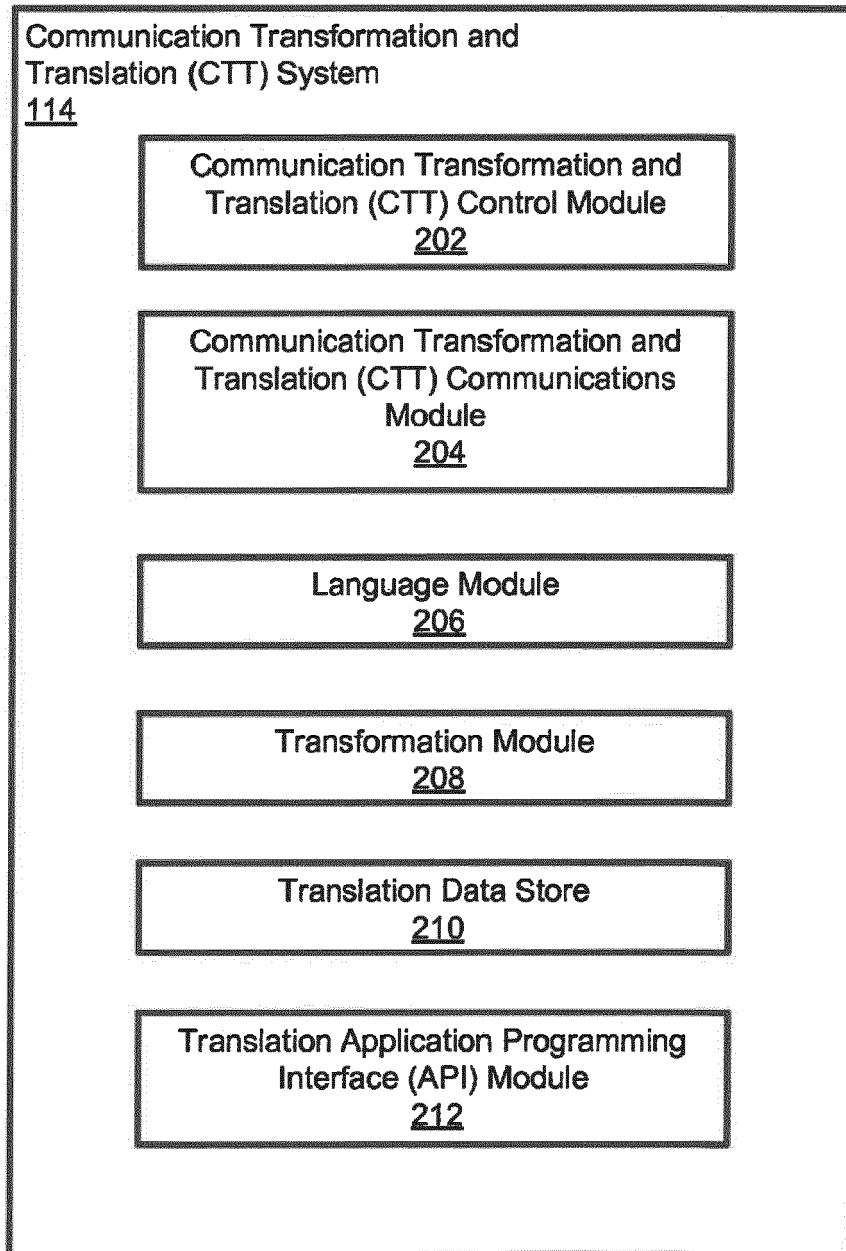 Communication Transformation and
Translation (CTT) System
114
Communication Transformation and
Translation (CTT) Control Module
202
Communication Transformation and
Translation (CTT) Communications
Module
204
Language Module
206
Transformation Module
208
Translation Data Store
210
Translation Application Programming
Interface (API) Module
212